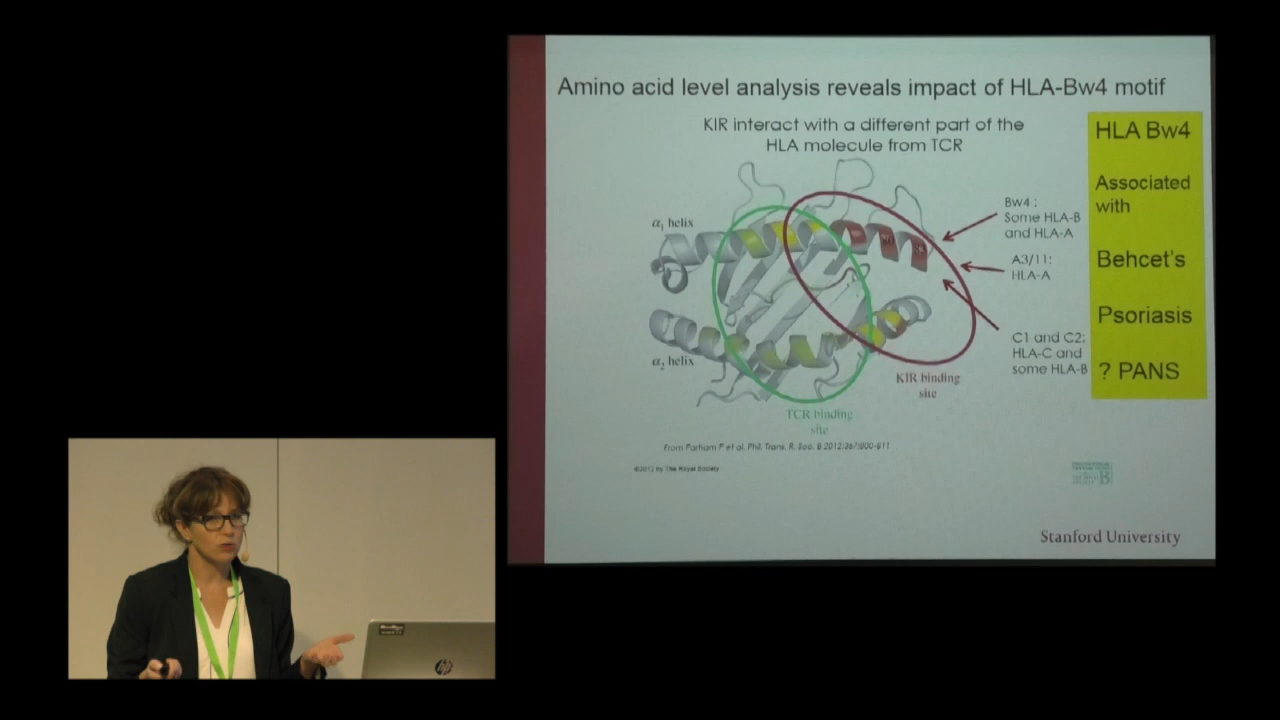 Amino acid level analysis reveals impact of HLA-Bw4 motif
KIR interact with a different part of the
HLA molecule from TCR
HLA Bw4
Associated
with
Behcet's
Psoriasis
? PANS
α1 helix
α2 helix
Bw4 :
Some HLA-B
and HLA-A
A3/11:
HLA-A
C1 and C2:
HLA-C and
some HLA-B
80
KIR binding
site
TCR binding
site
From Parham P et al. Phil. Trans. R. Soc. B 2012;367:800-811
©2012 by The Royal Society
Stanford University
hp